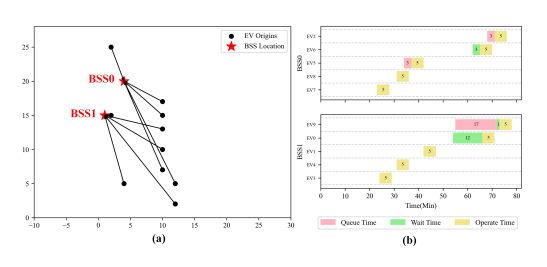 EV Origins
BSS Location
BSS0
BSS1
25
20
15
10
5
0
−10 −5 0 5 10 15 20 25 30
(a)
BSS0
EV2 3 5
EV6 3 5
EV5 3 5
EV8 5
EV7 5
BSS1
EV9 17 1 5
EV0 12 5
EV3 5
EV4 5
EV1 5
0 10 20 30 40 50 60 70 80
Time(Min)
Queue Time Wait Time Operate Time
(b)